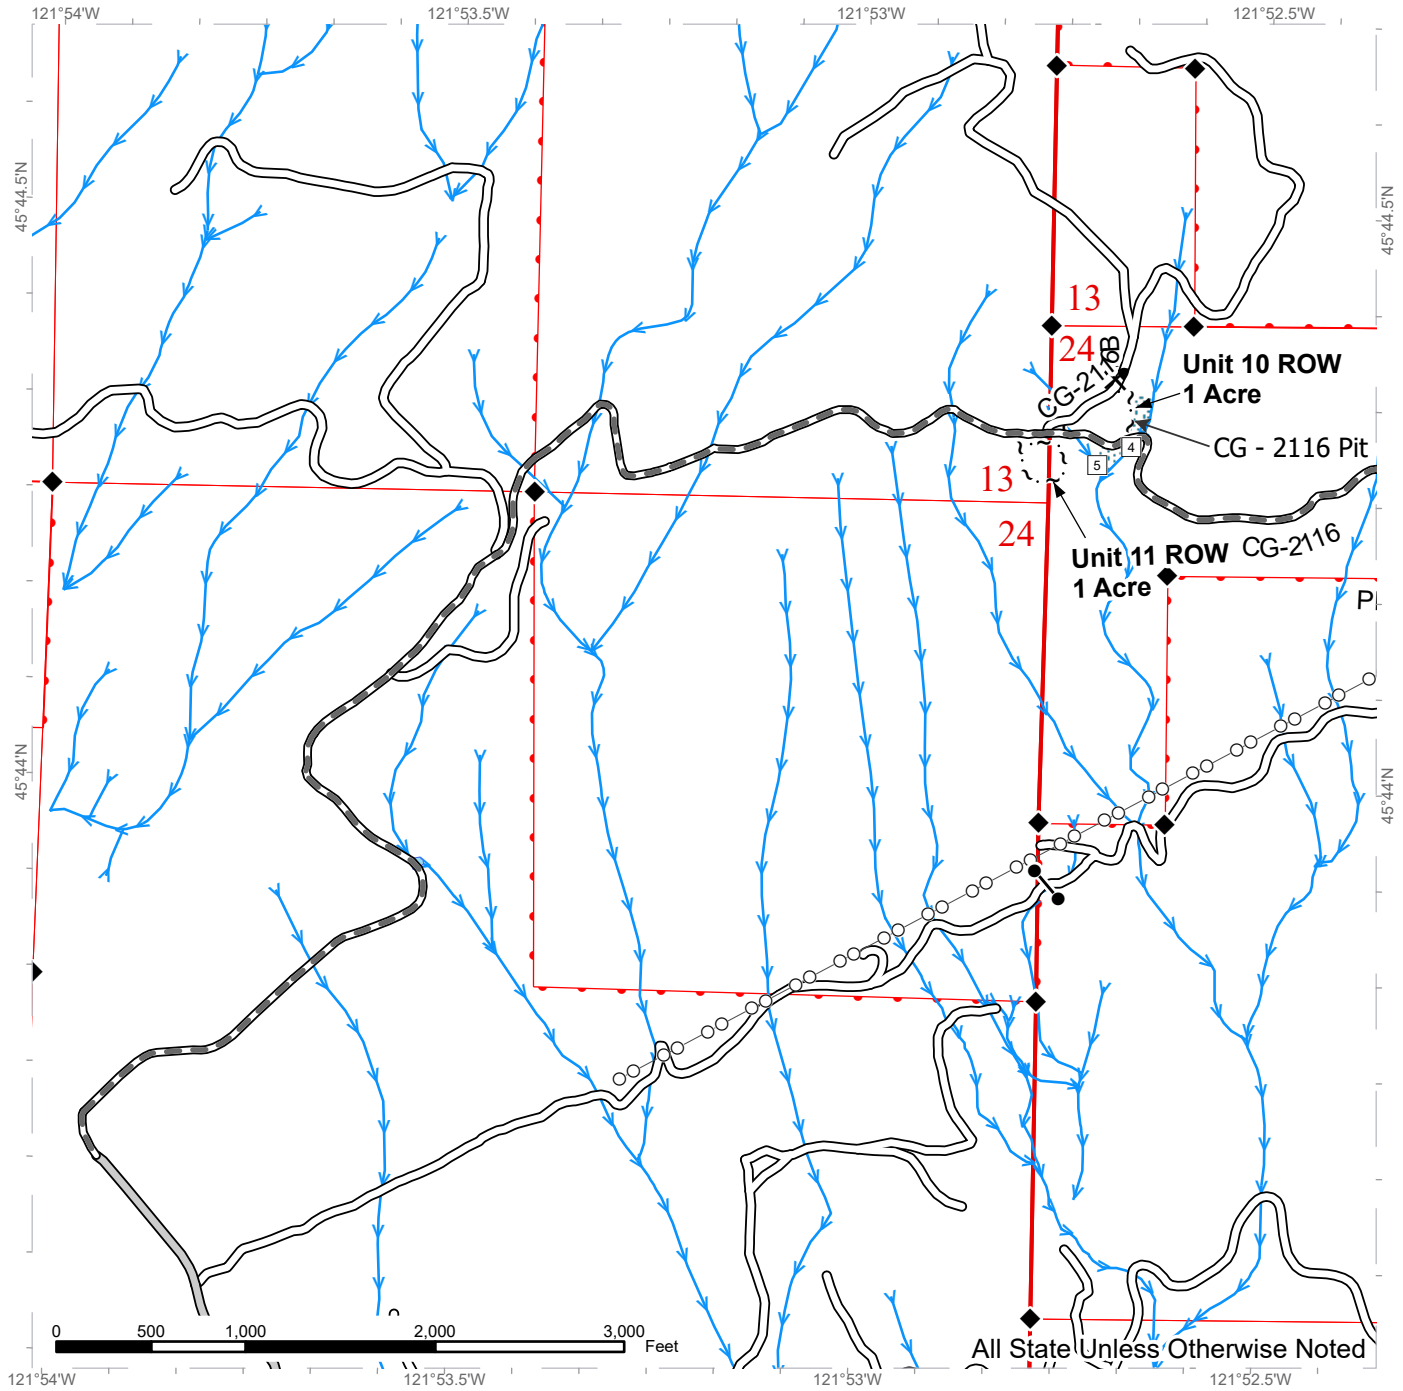 121°54'W
121°53.5'W
121°53'W
121°52.5'W
45°44.5'N
45°44.5'N
13
24
CG-2116B
Unit 10 ROW
1 Acre
CG - 2116 Pit
4
5
13
24
Unit 11 ROW
1 Acre
CG-2116
45°44'N
45°44'N
0
500
1,000
2,000
3,000
Feet
All State Unless Otherwise Noted
121°54'W
121°53.5'W
121°53'W
121°52.5'W